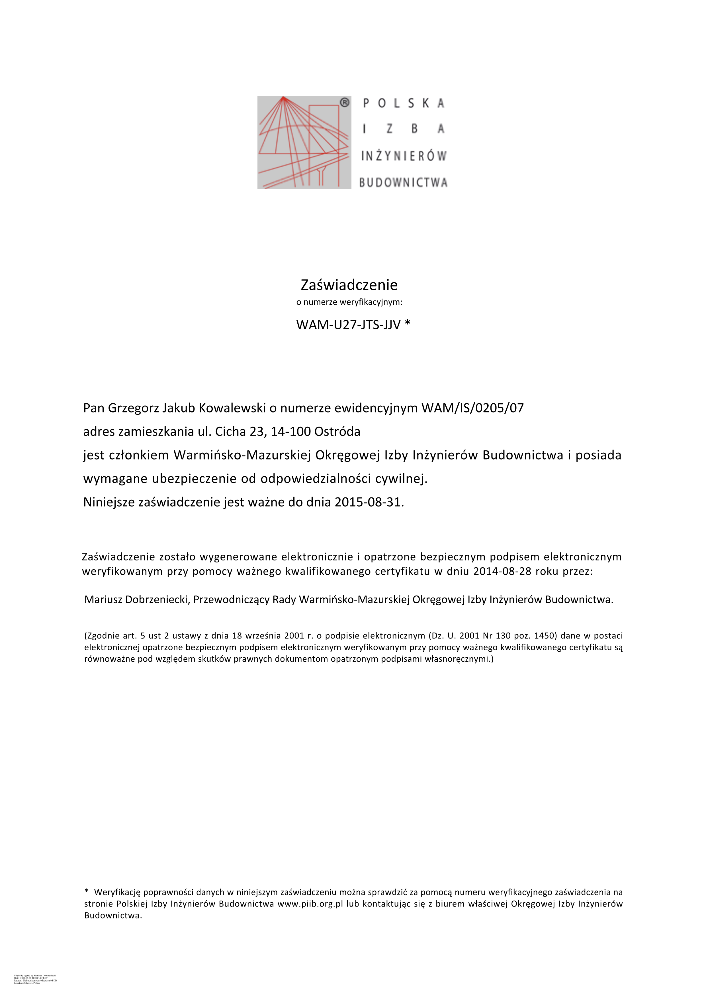 ®
POLSKA
IZBA
INŻYNIERÓW
BUDOWNICTWA
Zaświadczenie
o numerze weryfikacyjnym:
WAM-U27-JTS-JJV *
Pan Grzegorz Jakub Kowalewski o numerze ewidencyjnym WAM/IS/0205/07
adres zamieszkania ul. Cicha 23, 14-100 Ostróda
jest członkiem Warmińsko-Mazurskiej Okręgowej Izby Inżynierów Budownictwa i posiada
wymagane ubezpieczenie od odpowiedzialności cywilnej.
Niniejsze zaświadczenie jest ważne do dnia 2015-08-31.
Zaświadczenie zostało wygenerowane elektronicznie i opatrzone bezpiecznym podpisem elektronicznym
weryfikowanym przy pomocy ważnego kwalifikowanego certyfikatu w dniu 2014-08-28 roku przez:
Mariusz Dobrzeniecki, Przewodniczący Rady Warmińsko-Mazurskiej Okręgowej Izby Inżynierów Budownictwa.
(Zgodnie art. 5 ust 2 ustawy z dnia 18 września 2001 r. o podpisie elektronicznym (Dz. U. 2001 Nr 130 poz. 1450) dane w postaci
elektronicznej opatrzone bezpiecznym podpisem elektronicznym weryfikowanym przy pomocy ważnego kwalifikowanego certyfikatu są
równoważne pod względem skutków prawnych dokumentom opatrzonym podpisami własnoręcznymi.)
* Weryfikację poprawności danych w niniejszym zaświadczeniu można sprawdzić za pomocą numeru weryfikacyjnego zaświadczenia na
stronie Polskiej Izby Inżynierów Budownictwa www.piib.org.pl lub kontaktując się z biurem właściwej Okręgowej Izby Inżynierów
Budownictwa.
Digitally signed by Mariusz Dobrzeniecki
Date: 2014.08.28 10:20:34 CEST
Reason: Elektroniczne zaświadczenie PIIB
Location: Olsztyn, Polska